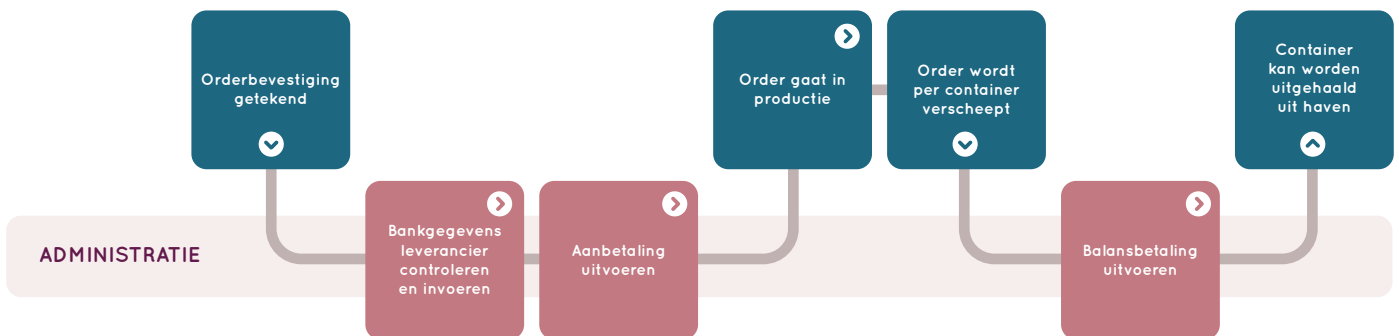 Orderbevestiging
getekend
Order gaat in
productie
Order wordt
per container
verscheept
Container
kan worden
uitgehaald
uit haven
ADMINISTRATIE
Bankgegevens
leverancier
controleren
en invoeren
Aanbetaling
uitvoeren
Balansbetaling
uitvoeren